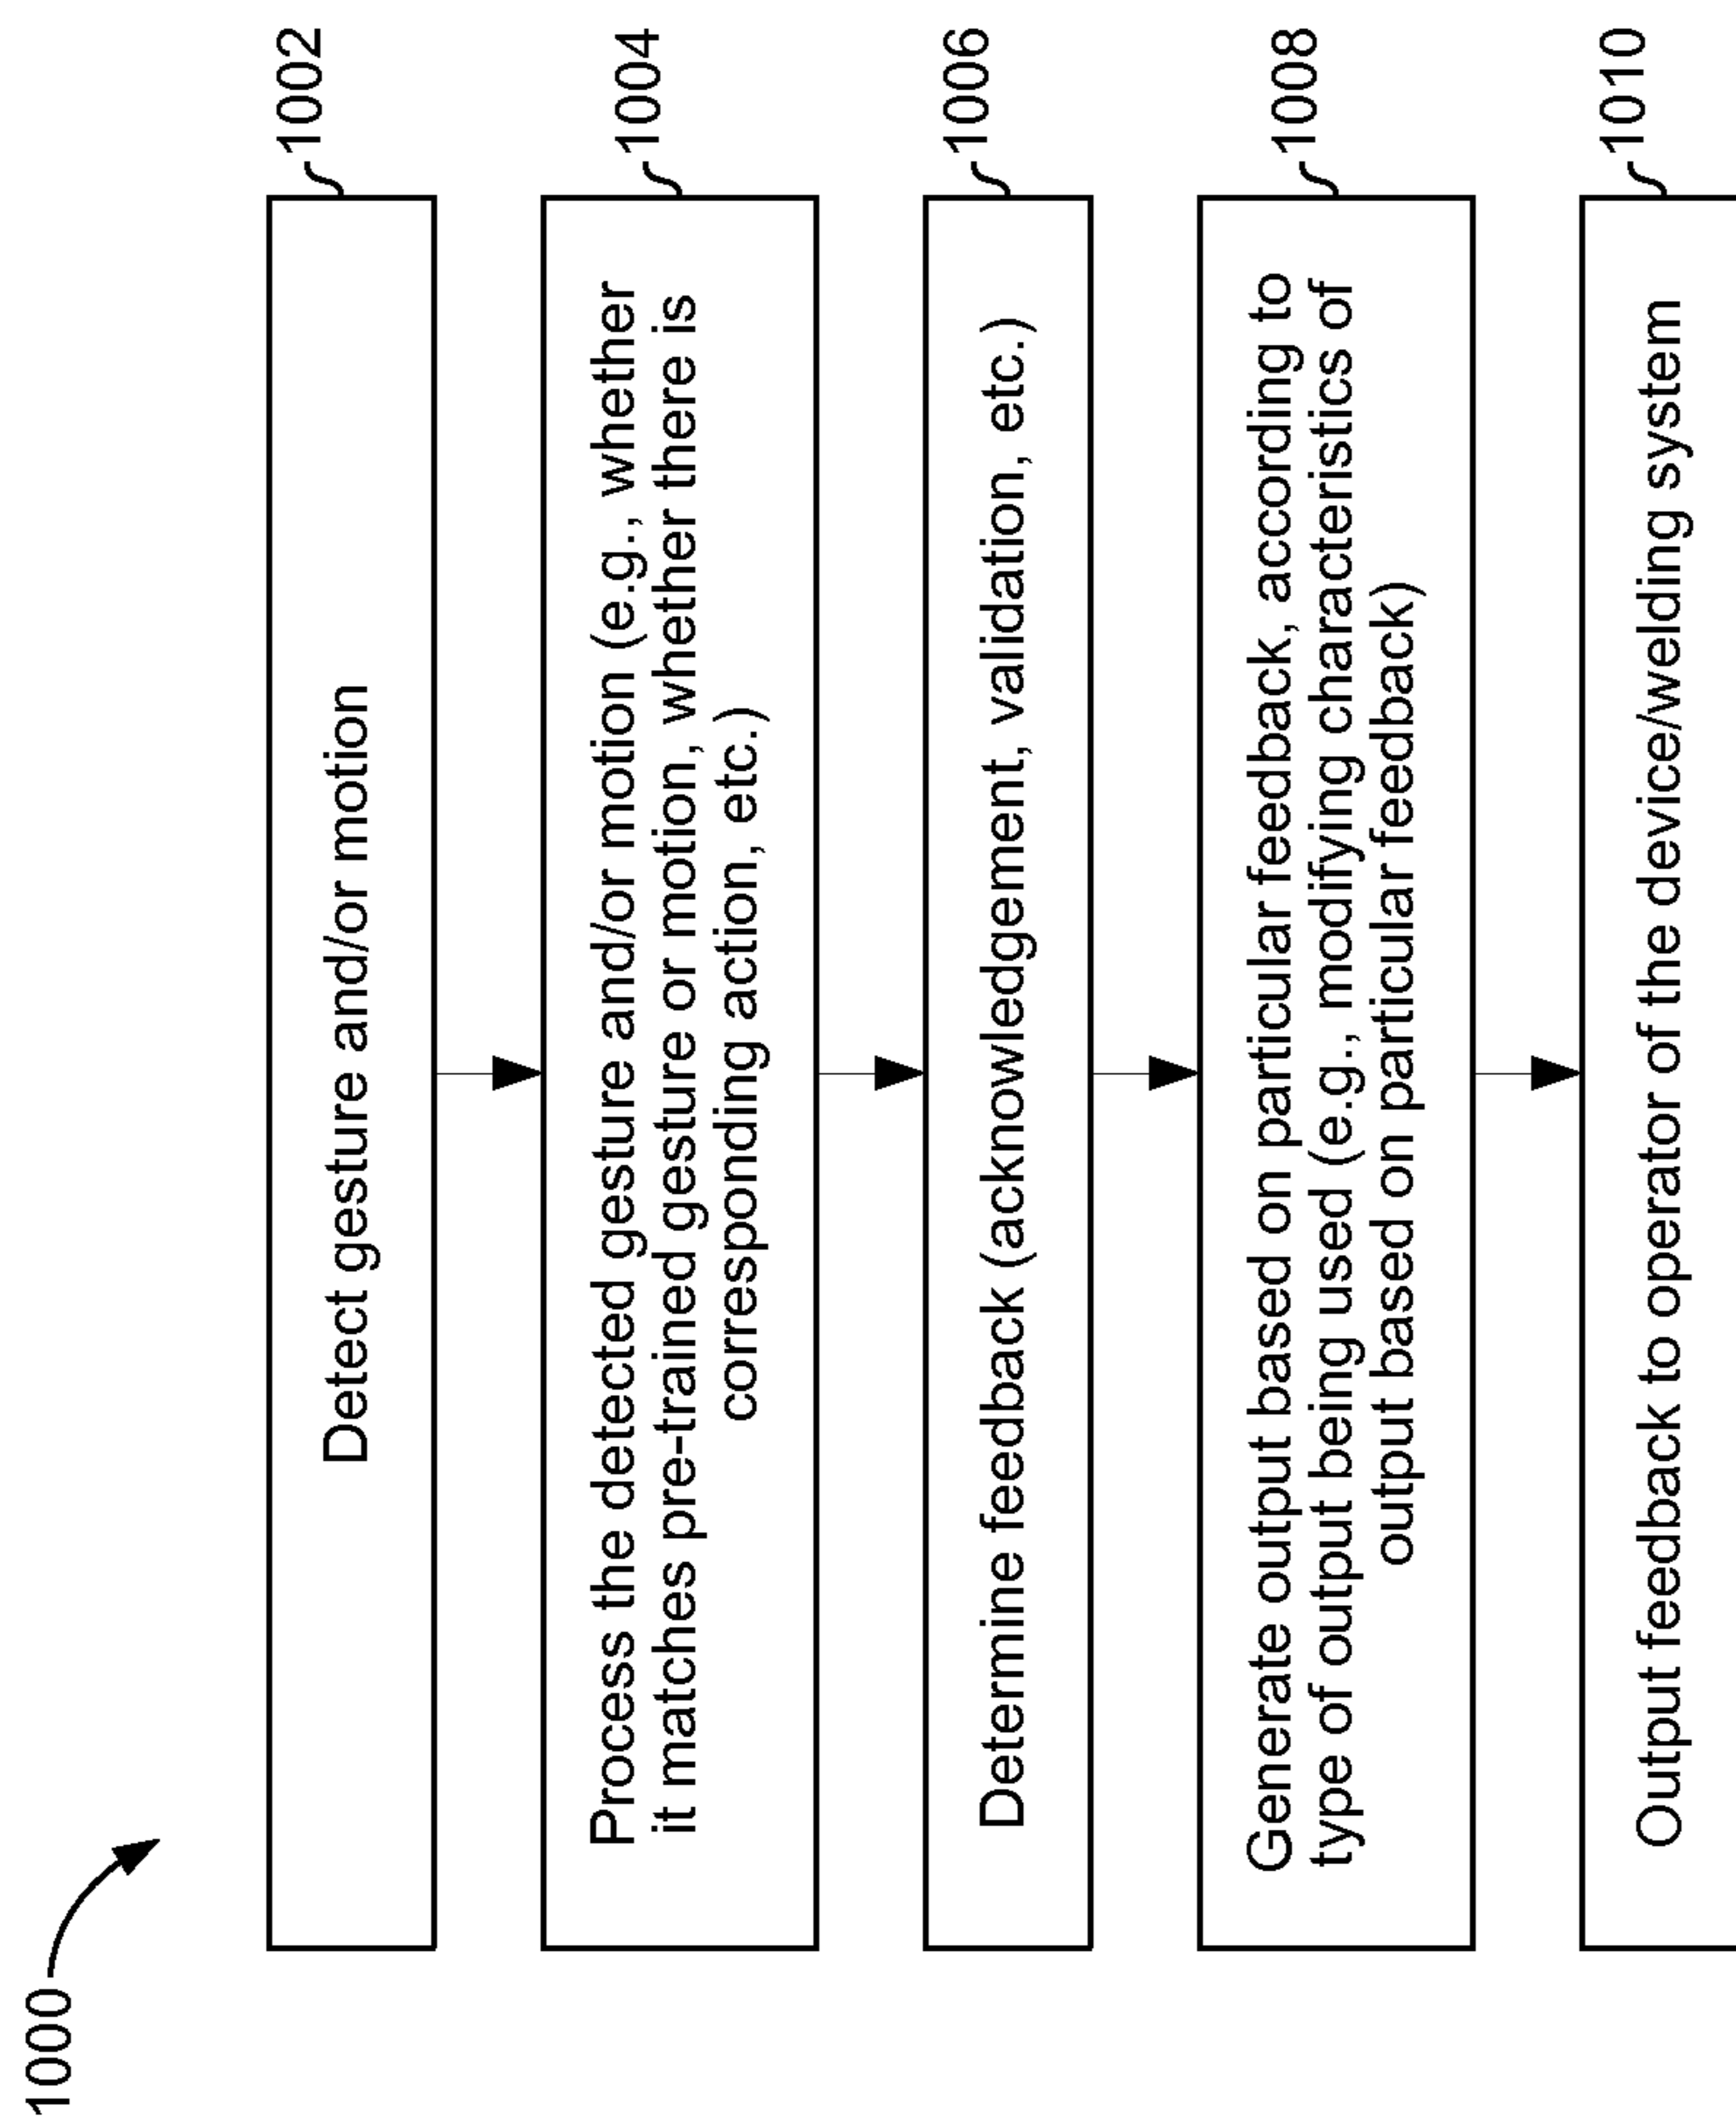 1000
1002
Detect gesture and/or motion
1004
Process the detected gesture and/or motion (e.g., whether
it matches pre-trained gesture or motion, whether there is
corresponding action, etc.)
1006
Determine feedback (acknowledgement, validation, etc.)
1008
Generate output based on particular feedback, according to
type of output being used (e.g., modifying characteristics of
output based on particular feedback)
1010
Output feedback to operator of the device/welding system